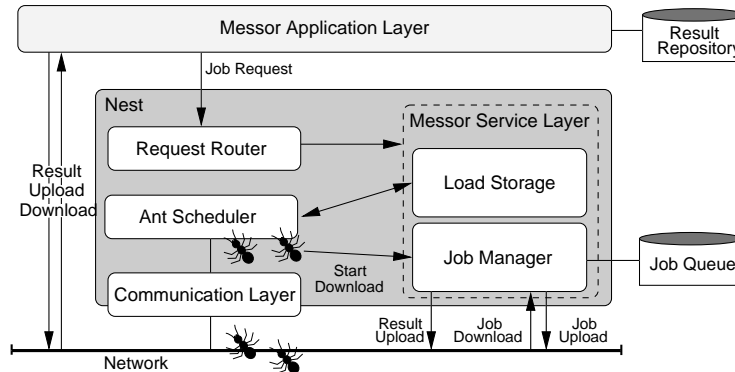 Messor Application Layer
Result
Repository
Job Request
Nest
Messor Service Layer
Request Router
Load Storage
Result
Upload
Download
Ant Scheduler
Job Manager
Job Queue
Start
Download
Communication Layer
Result
Upload
Job
Download
Job
Upload
Network